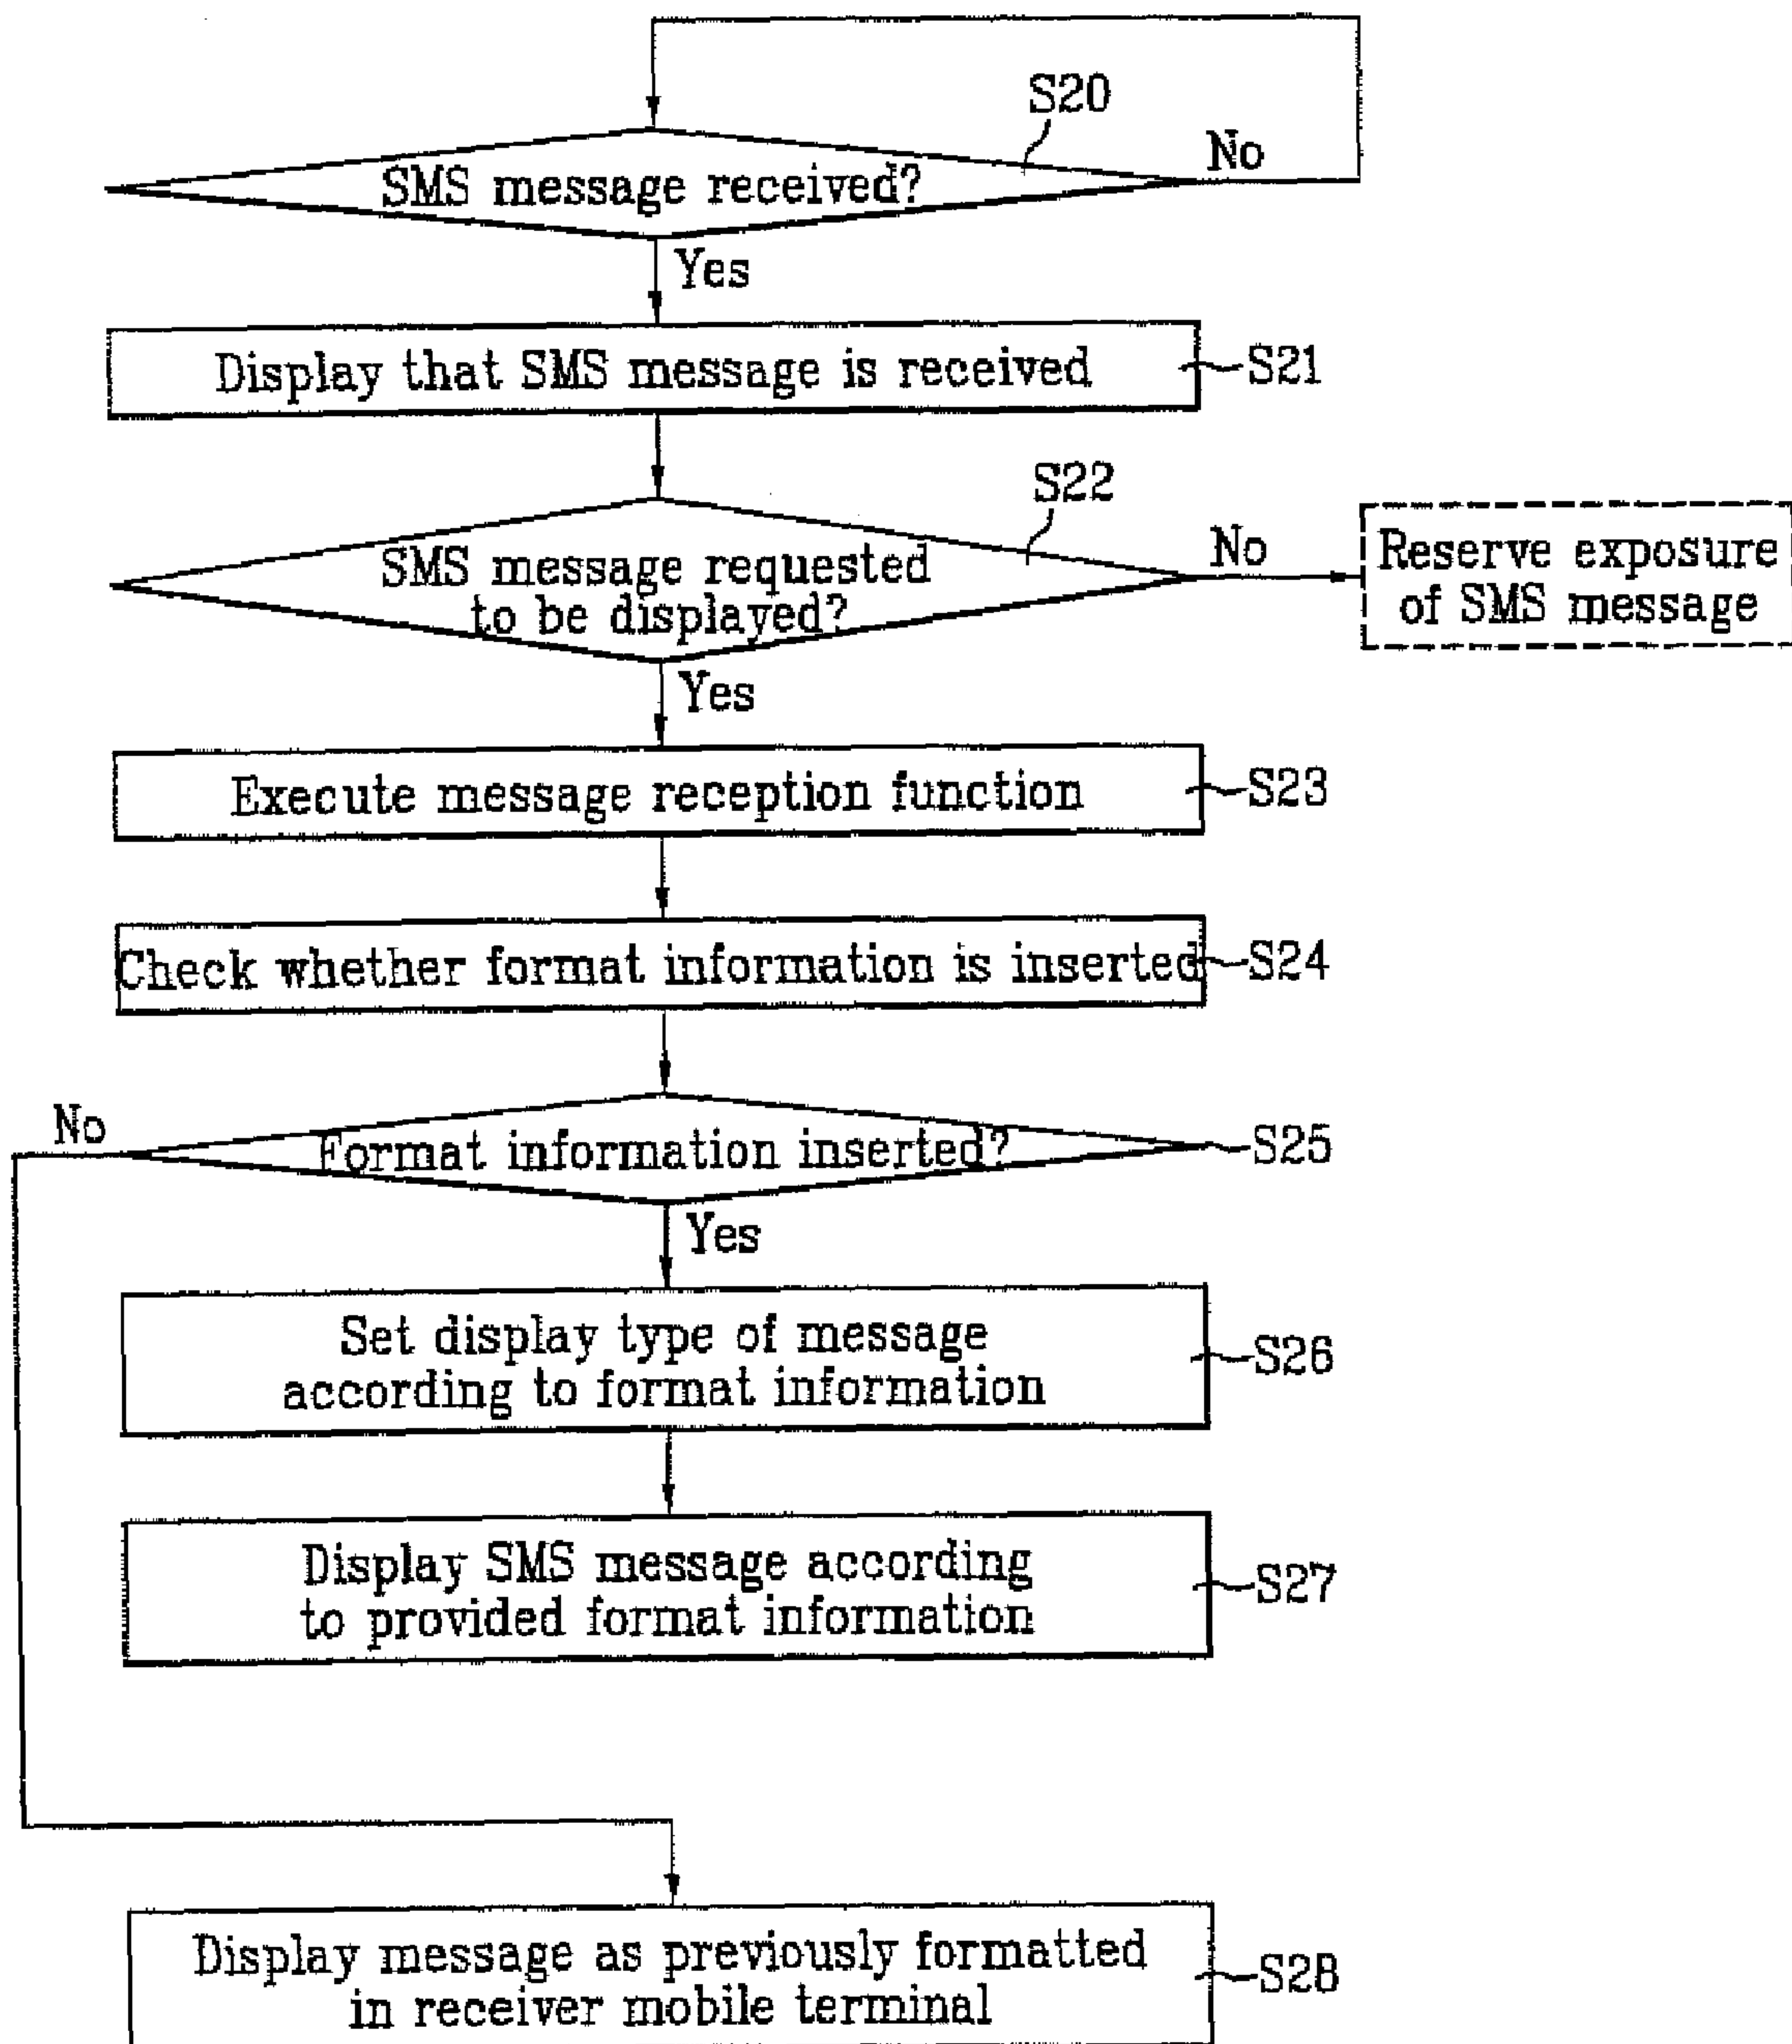 S20
No
SMS message received?
Yes
Display that SMS message is received
S21
S22
No
SMS message requested
to be displayed?
Reserve exposure
of SMS message
Yes
Execute message reception function
S23
Check whether format information is inserted
S24
No
Format information inserted?
S25
Yes
Set display type of message
according to format information
S26
Display SMS message according
to provided format information
S27
Display message as previously formatted
in receiver mobile terminal
S28